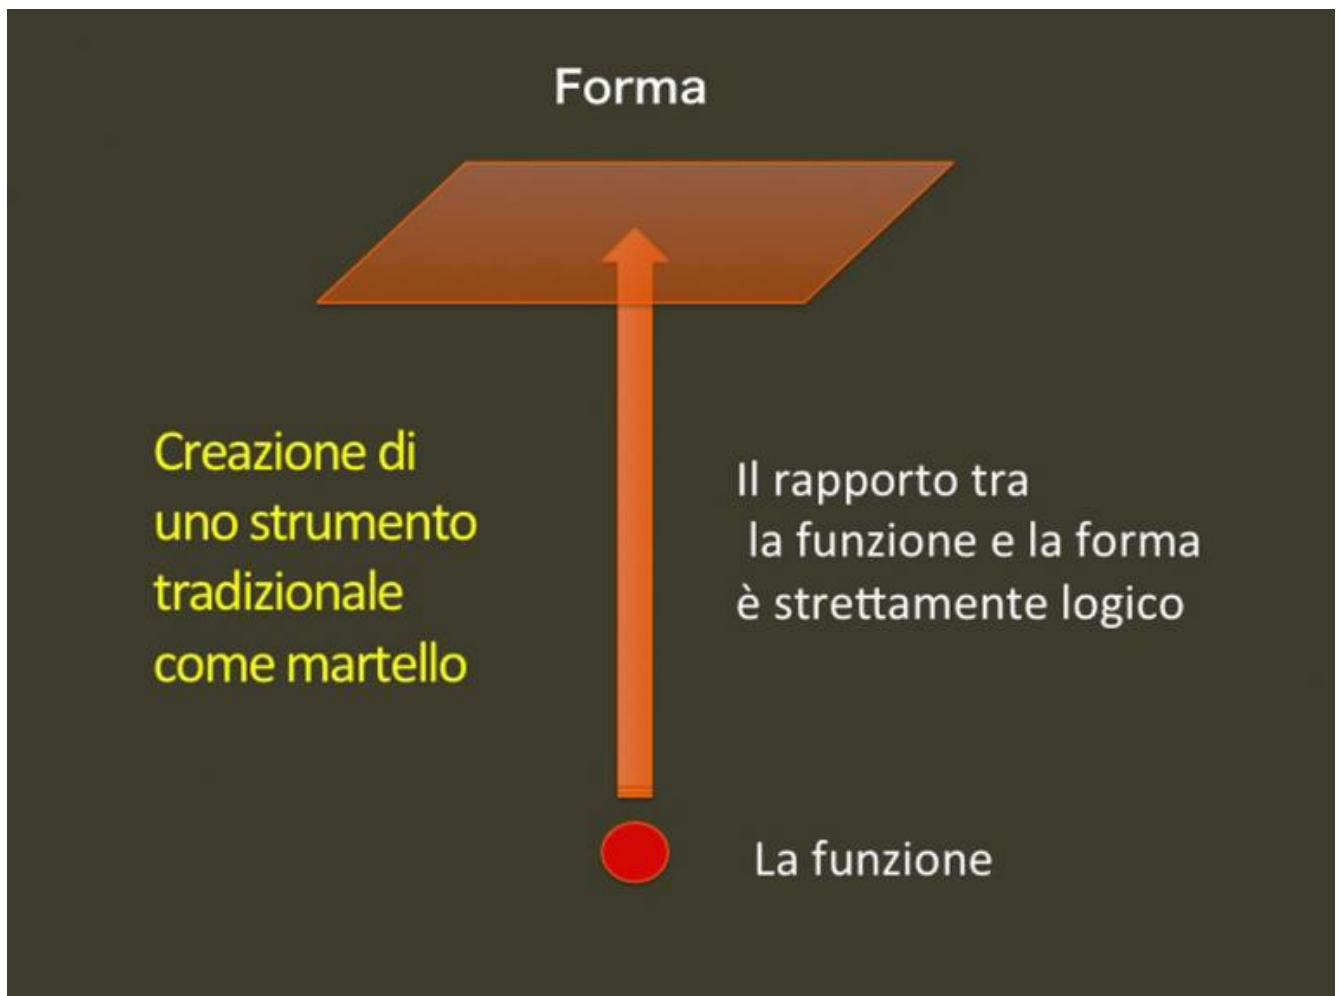 Forma
Creazione di
uno strumento
tradizionale
come martello
Il rapporto tra
la funzione e la forma
è strettamente logico
La funzione